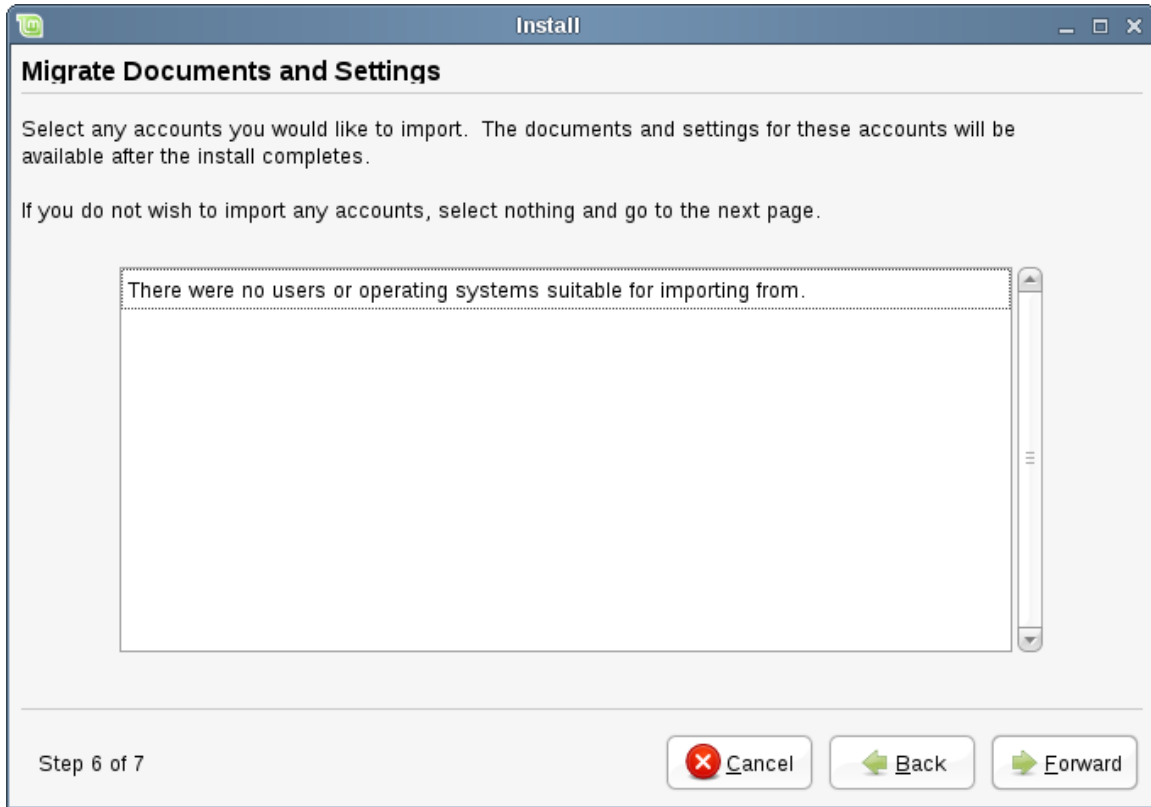 Install
Migrate Documents and Settings
Select any accounts you would like to import.  The documents and settings for these accounts will be
available after the install completes.
If you do not wish to import any accounts, select nothing and go to the next page.
There were no users or operating systems suitable for importing from.
Step 6 of 7
Cancel
Back
Forward